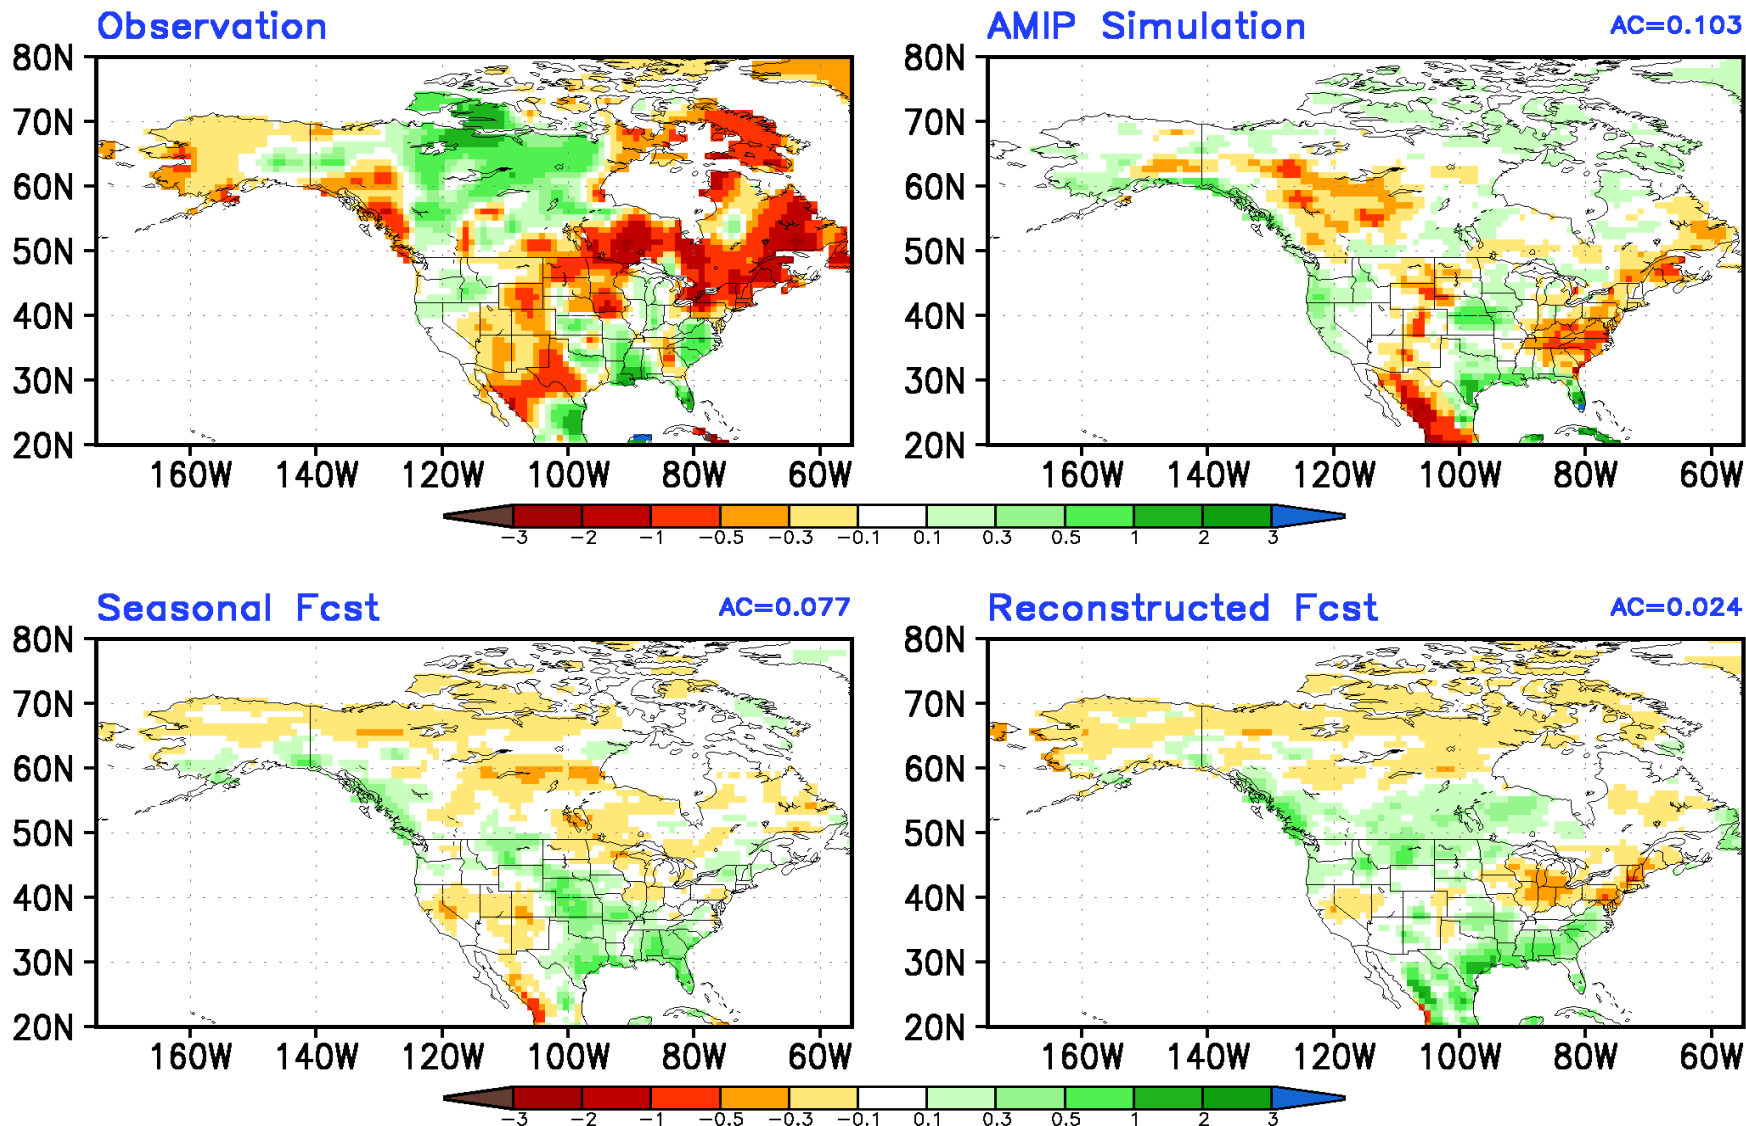 Observation
AMIP Simulation AC=0.103
80N 80N
70N 70N
60N 60N
50N 50N
40N 40N
30N 30N
20N 20N
160W 140W 120W 100W 80W 60W 160W 140W 120W 100W 80W 60W
-3 -2 -1 -0.5 -0.3 -0.1 0.1 0.3 0.5 1 2 3
Seasonal Fcst AC=0.077
Reconstructed Fcst AC=0.024
80N 80N
70N 70N
60N 60N
50N 50N
40N 40N
30N 30N
20N 20N
160W 140W 120W 100W 80W 60W 160W 140W 120W 100W 80W 60W
-3 -2 -1 -0.5 -0.3 -0.1 0.1 0.3 0.5 1 2 3